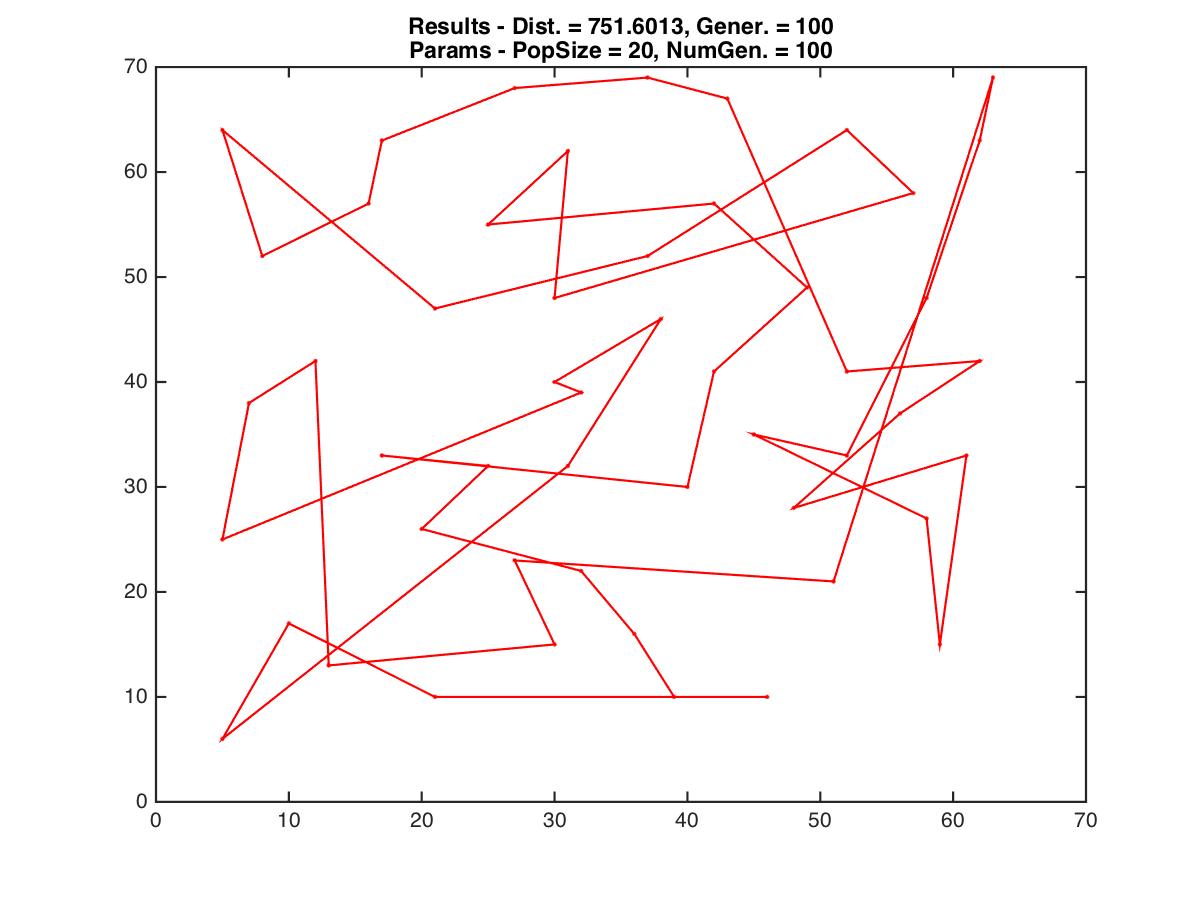 Results - Dist. = 751.6013, Gener. = 100
Params - PopSize = 20, NumGen. = 100
70
60
50
40
30
20
10
0
0 10 20 30 40 50 60 70